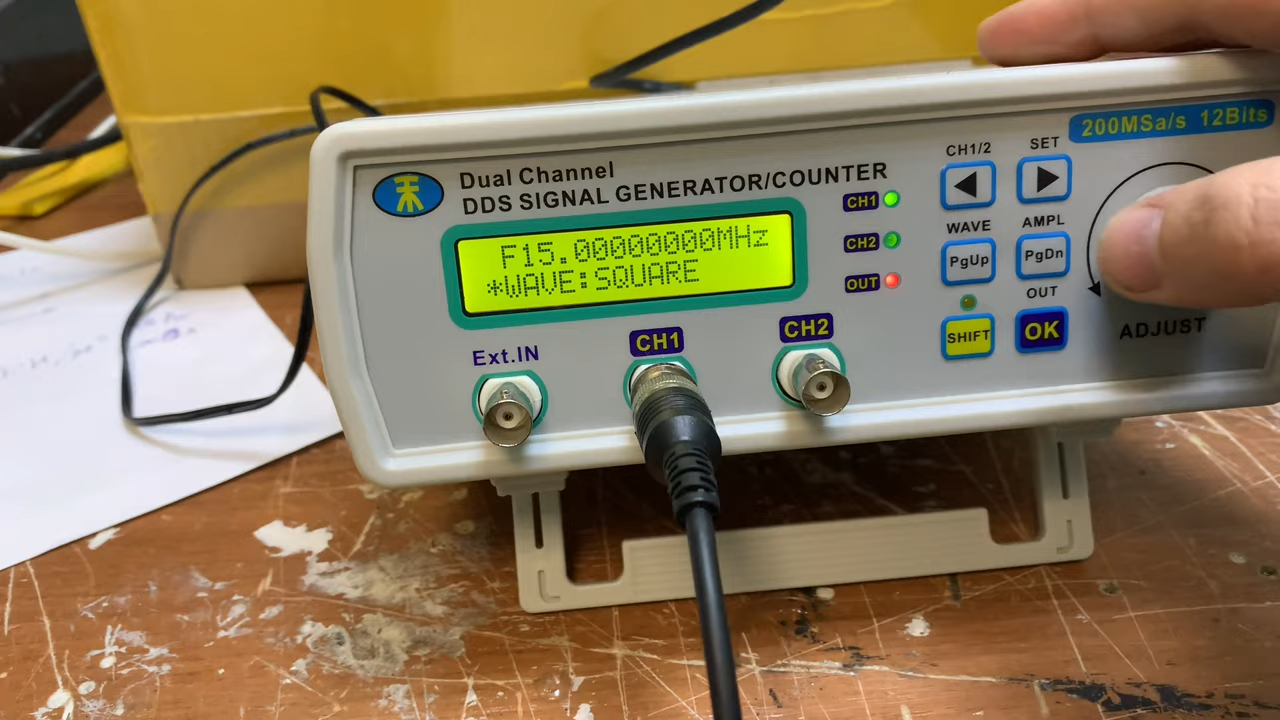 200MSa/s 12Bits
Dual Channel
DDS SIGNAL GENERATOR/COUNTER
F15.00000000MHz
*WAVE:SQUARE
CH1
CH2
OUT
CH1/2
SET
WAVE
AMPL
PgUp
PgDn
OUT
SHIFT
OK
ADJUST
Ext.IN
CH1
CH2